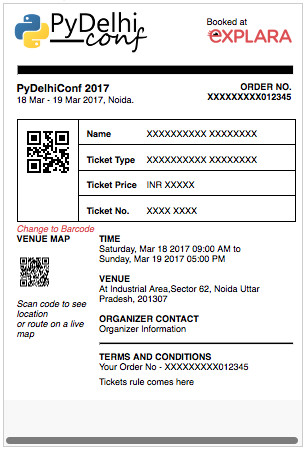 PyDelhi
conf
Booked at
eXPLARA
PyDelhiConf 2017
18 Mar - 19 Mar 2017, Noida.
ORDER NO.
XXXXXXXXX012345
Name XXXXXXXXXX XXXXXXXX
Ticket Type XXXXXXXXXX XXXXXXXX
Ticket Price INR XXXXX
Ticket No. XXXX XXXX
Change to Barcode
VENUE MAP
Scan code to see
location
or route on a live
map
TIME
Saturday, Mar 18 2017 09:00 AM to
Sunday, Mar 19 2017 05:00 PM
VENUE
At Industrial Area,Sector 62, Noida Uttar
Pradesh, 201307
ORGANIZER CONTACT
Organizer Information
TERMS AND CONDITIONS
Your Order No - XXXXXXXXX012345
Tickets rule comes here